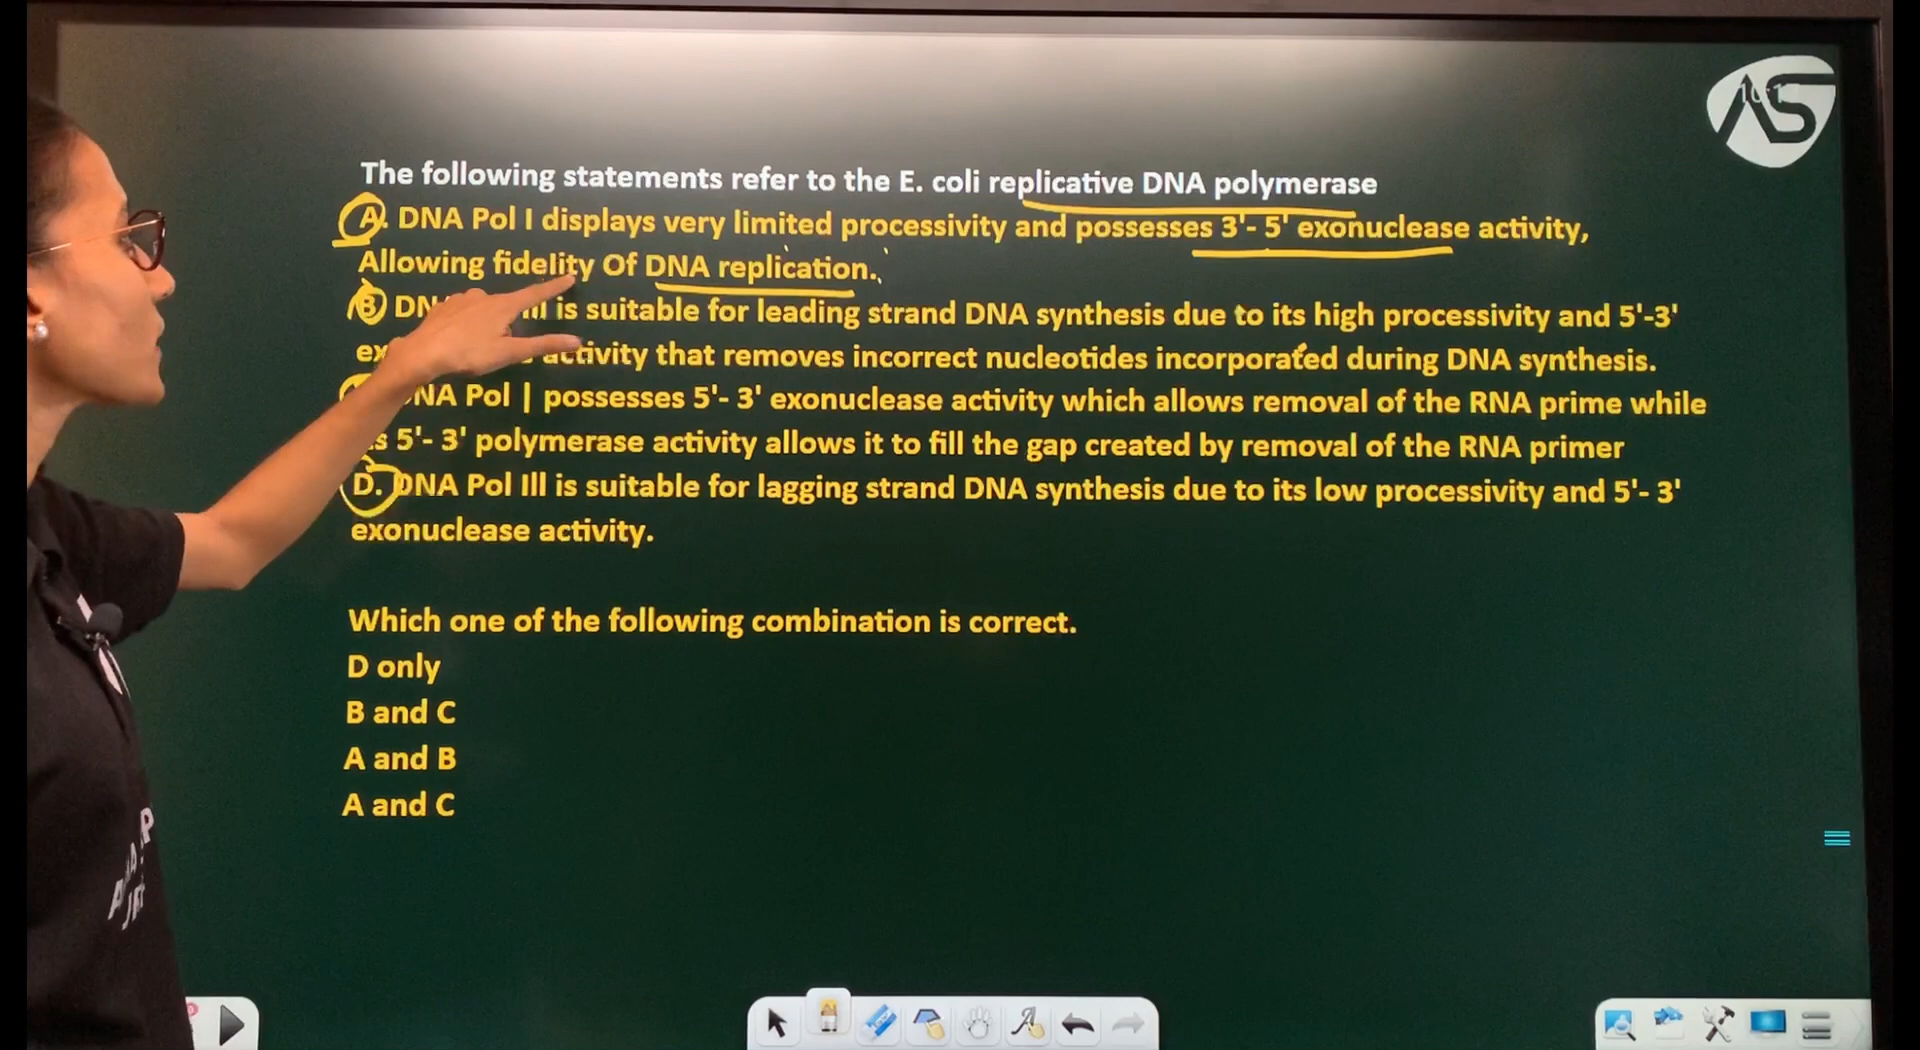 AS
The following statements refer to the E. coli replicative DNA polymerase
A. DNA Pol I displays very limited processivity and possesses 3'- 5' exonuclease activity,
Allowing fidelity Of DNA replication.
B is suitable for leading strand DNA synthesis due to its high processivity and 5'-3'
activity that removes incorrect nucleotides incorporated during DNA synthesis.
Pol | possesses 5'- 3' exonuclease activity which allows removal of the RNA prime while
5'- 3' polymerase activity allows it to fill the gap created by removal of the RNA primer
D. DNA Pol Ill is suitable for lagging strand DNA synthesis due to its low processivity and 5'- 3'
exonuclease activity.
Which one of the following combination is correct.
D only
B and C
A and B
A and C